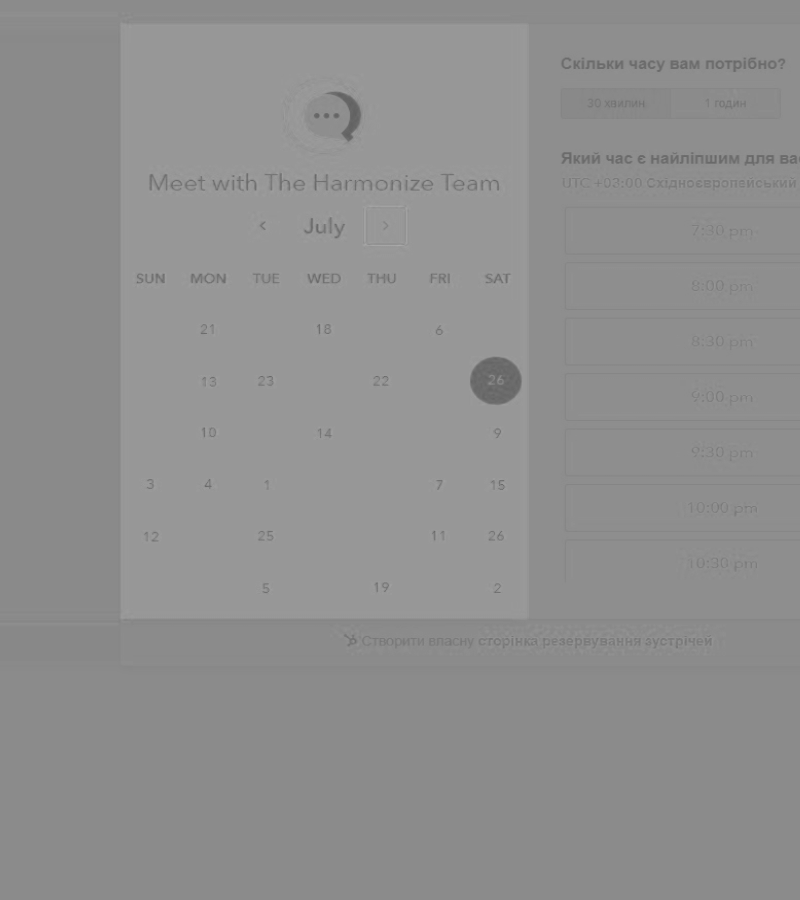 Meet with The Harmonize Team
July
SUN MON TUE WED THU FRI SAT
21 18 6
13 23 22 26
10 14 9
3 4 1 7 15
12 25 11 26
5 19 2
Скільки часу вам потрібно?
30 хвилин 1 годин
Який час є найліпшим для
UTC +03:00 Східноєвропейський
7:30 pm
8:00 pm
8:30 pm
9:00 pm
9:30 pm
10:00 pm
10:30 pm
Створити власну сторінка резервування зустрічей